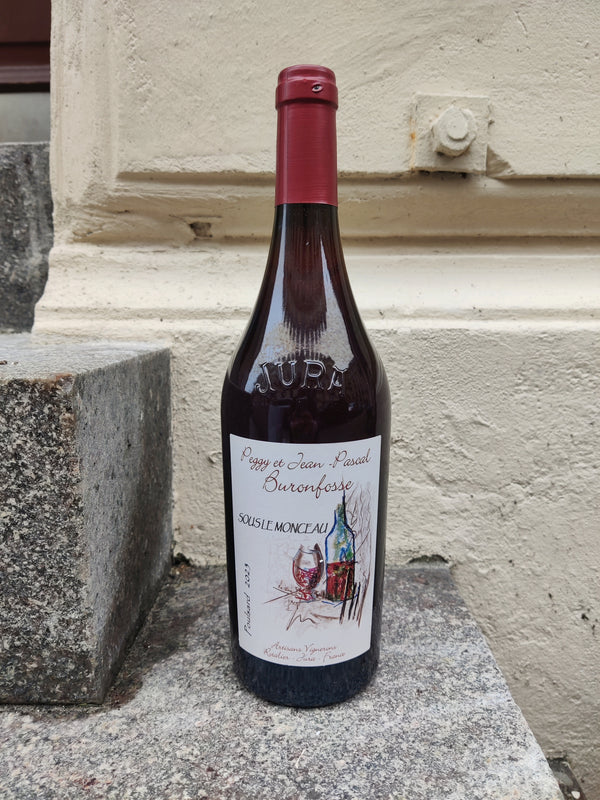 JURA
Peggy et Jean-Pascal
Buronfosse
SOUS LE MONCEAU
Poulsard 2023
Artisans Vignerons
Rotalier - Jura - France